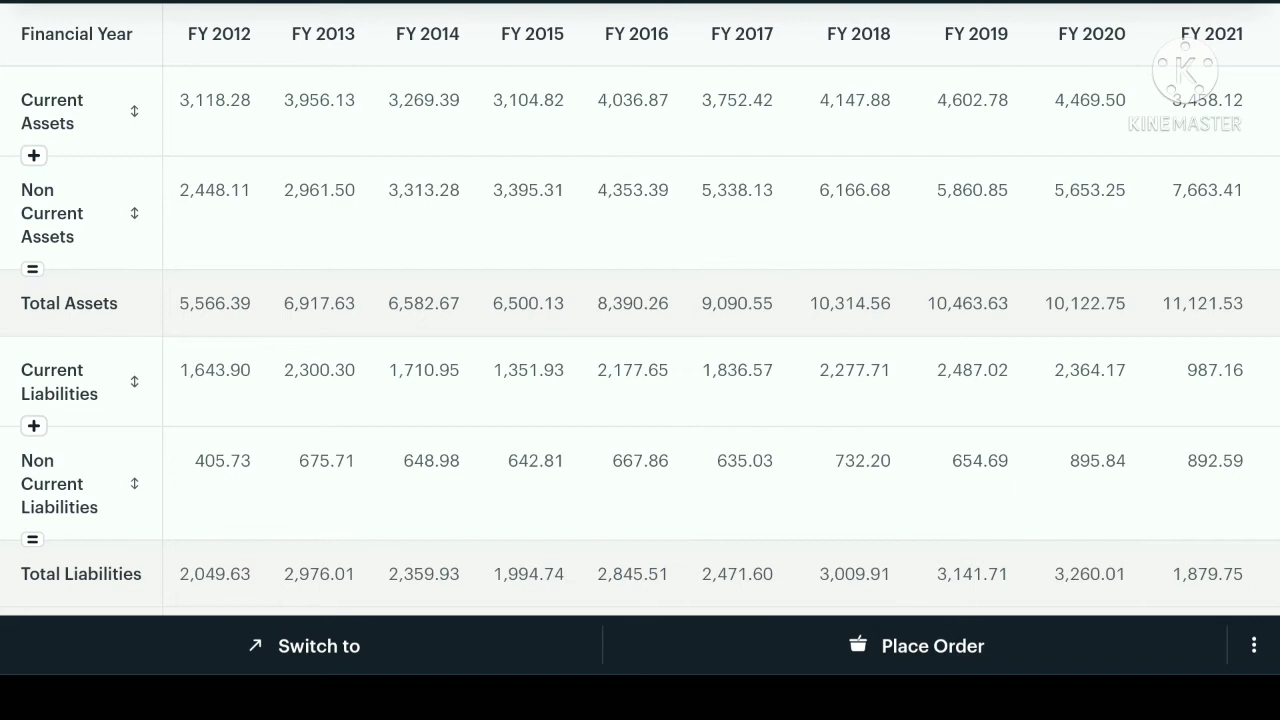 Financial Year FY 2012 FY 2013 FY 2014 FY 2015 FY 2016 FY 2017 FY 2018 FY 2019 FY 2020 FY 2021
Current Assets 3,118.28 3,956.13 3,269.39 3,104.82 4,036.87 3,752.42 4,147.88 4,602.78 4,469.50 3,458.12
KINEMASTER
+
Non Current Assets 2,448.11 2,961.50 3,313.28 3,395.31 4,353.39 5,338.13 6,166.68 5,860.85 5,653.25 7,663.41
=
Total Assets 5,566.39 6,917.63 6,582.67 6,500.13 8,390.26 9,090.55 10,314.56 10,463.63 10,122.75 11,121.53
Current Liabilities 1,643.90 2,300.30 1,710.95 1,351.93 2,177.65 1,836.57 2,277.71 2,487.02 2,364.17 987.16
+
Non Current Liabilities 405.73 675.71 648.98 642.81 667.86 635.03 732.20 654.69 895.84 892.59
=
Total Liabilities 2,049.63 2,976.01 2,359.93 1,994.74 2,845.51 2,471.60 3,009.91 3,141.71 3,260.01 1,879.75
Switch to Place Order